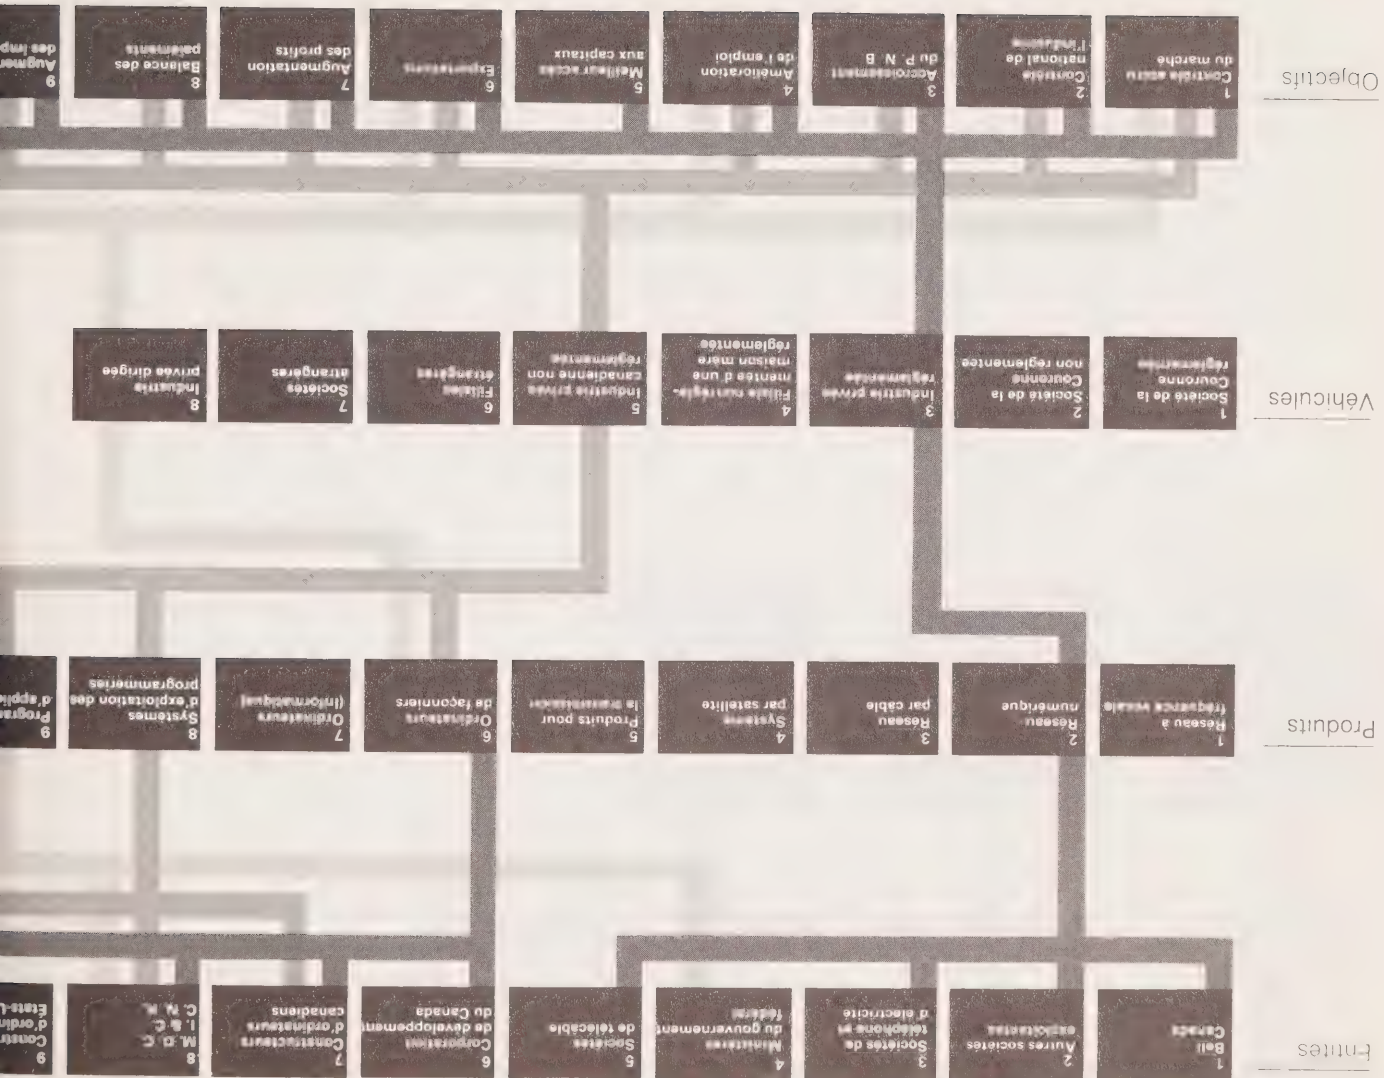 Entités
1
Bell
Canada
2
Autres sociétés
exploitantes
3
Sociétés de
téléphone et
d'électricité
4
Ministères
du gouvernement
fédéral
5
Sociétés
de télécable
6
Corporation
de développement
du Canada
7
Constructeurs
d'ordinateurs
canadiens
8
M. D. C.
I. & C.
C. N. R.
9
Constr
d'ordin
États-U
Produits
1
Réseau à
fréquence vocale
2
Réseau
numérique
3
Réseau
par cable
4
Système
par satellite
5
Produits pour
la transmission
6
Ordinateurs
de façonniers
7
Ordinateurs
(Informatique)
8
Systèmes
d'exploitation des
programmeries
9
Progra
d'applic
Véhicules
1
Société de la
Couronne
réglementée
2
Société de la
Couronne
non réglementée
3
Industrie privée
réglementée
4
Filiale non régle-
mentée d'une
maison mère
réglementée
5
Industrie privée
canadienne non
réglementée
6
Filiales
étrangères
7
Sociétés
étrangères
8
Industrie
privée dirigée
Objectifs
1
Contrôle accru
du marché
2
Contrôle
national de
l'industrie
3
Accroissement
du P. N. B.
4
Amélioration
de l'emploi
5
Meilleur accès
aux capitaux
6
Exportations
7
Augmentation
des profits
8
Balance des
paiements
9
Augmen
des imp